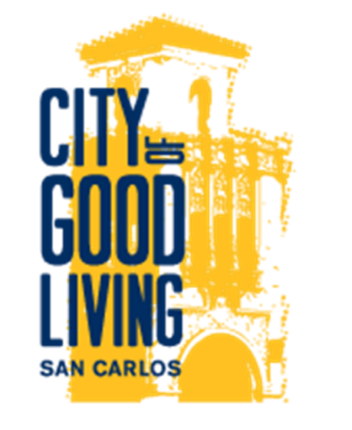 CITY OF
GOOD
LIVING
SAN CARLOS